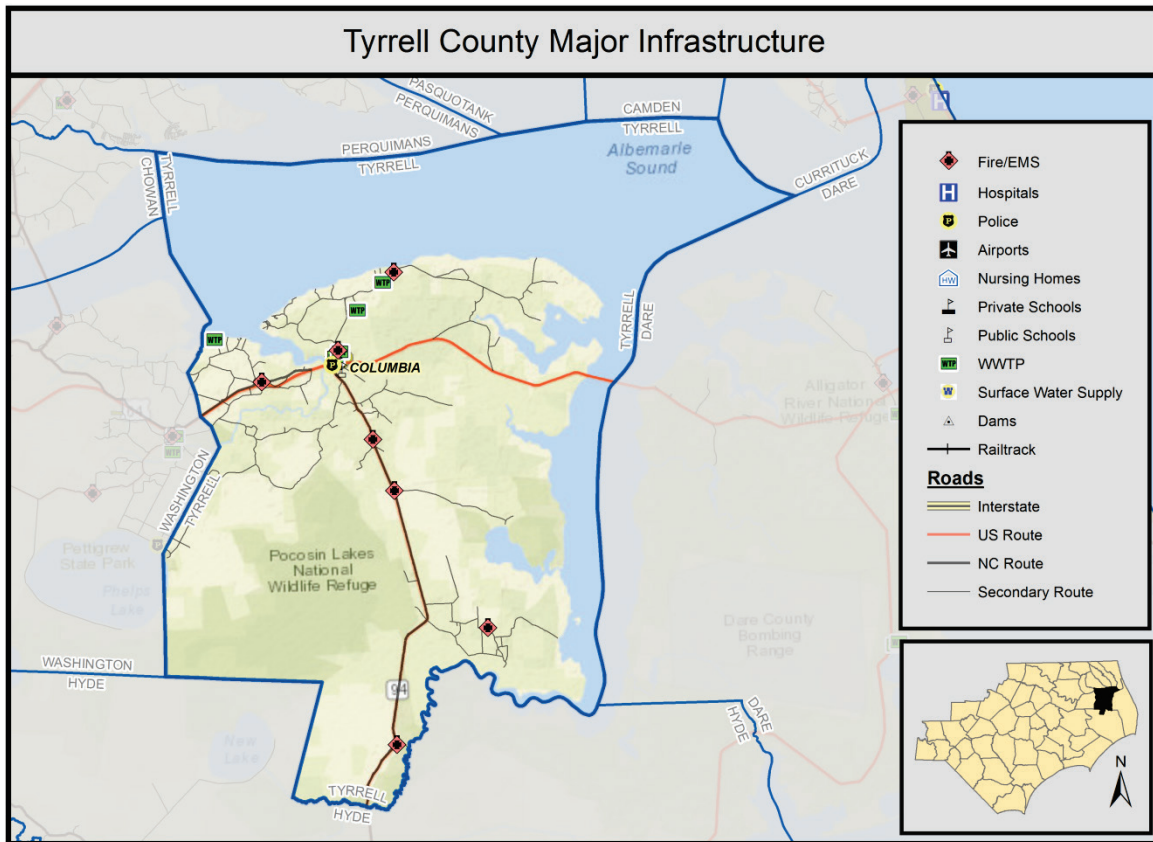 Tyrrell County Major Infrastructure
PASQUOTANK
PERQUIMANS
CAMDEN
TYRRELL
PERQUIMANS
TYRRELL
Albemarle
Sound
CHOWAN
TYRRELL
CURRITUCK
DARE
TYRRELL
DARE
WTP
WTP
WTP
P
COLUMBIA
64
Alligator
River National
Wildlife Refuge
WASHINGTON
TYRRELL
Pettigrew
State Park
Phelps
Lake
Pocosin Lakes
National
Wildlife Refuge
Dare County
Bombing
Range
WASHINGTON
HYDE
94
New
Lake
DARE
HYDE
TYRRELL
HYDE
H
Fire/EMS
H
Hospitals
P
Police
Airports
HW
Nursing Homes
Private Schools
Public Schools
WTP
WWTP
W
Surface Water Supply
Dams
Railtrack
Roads
Interstate
US Route
NC Route
Secondary Route
N